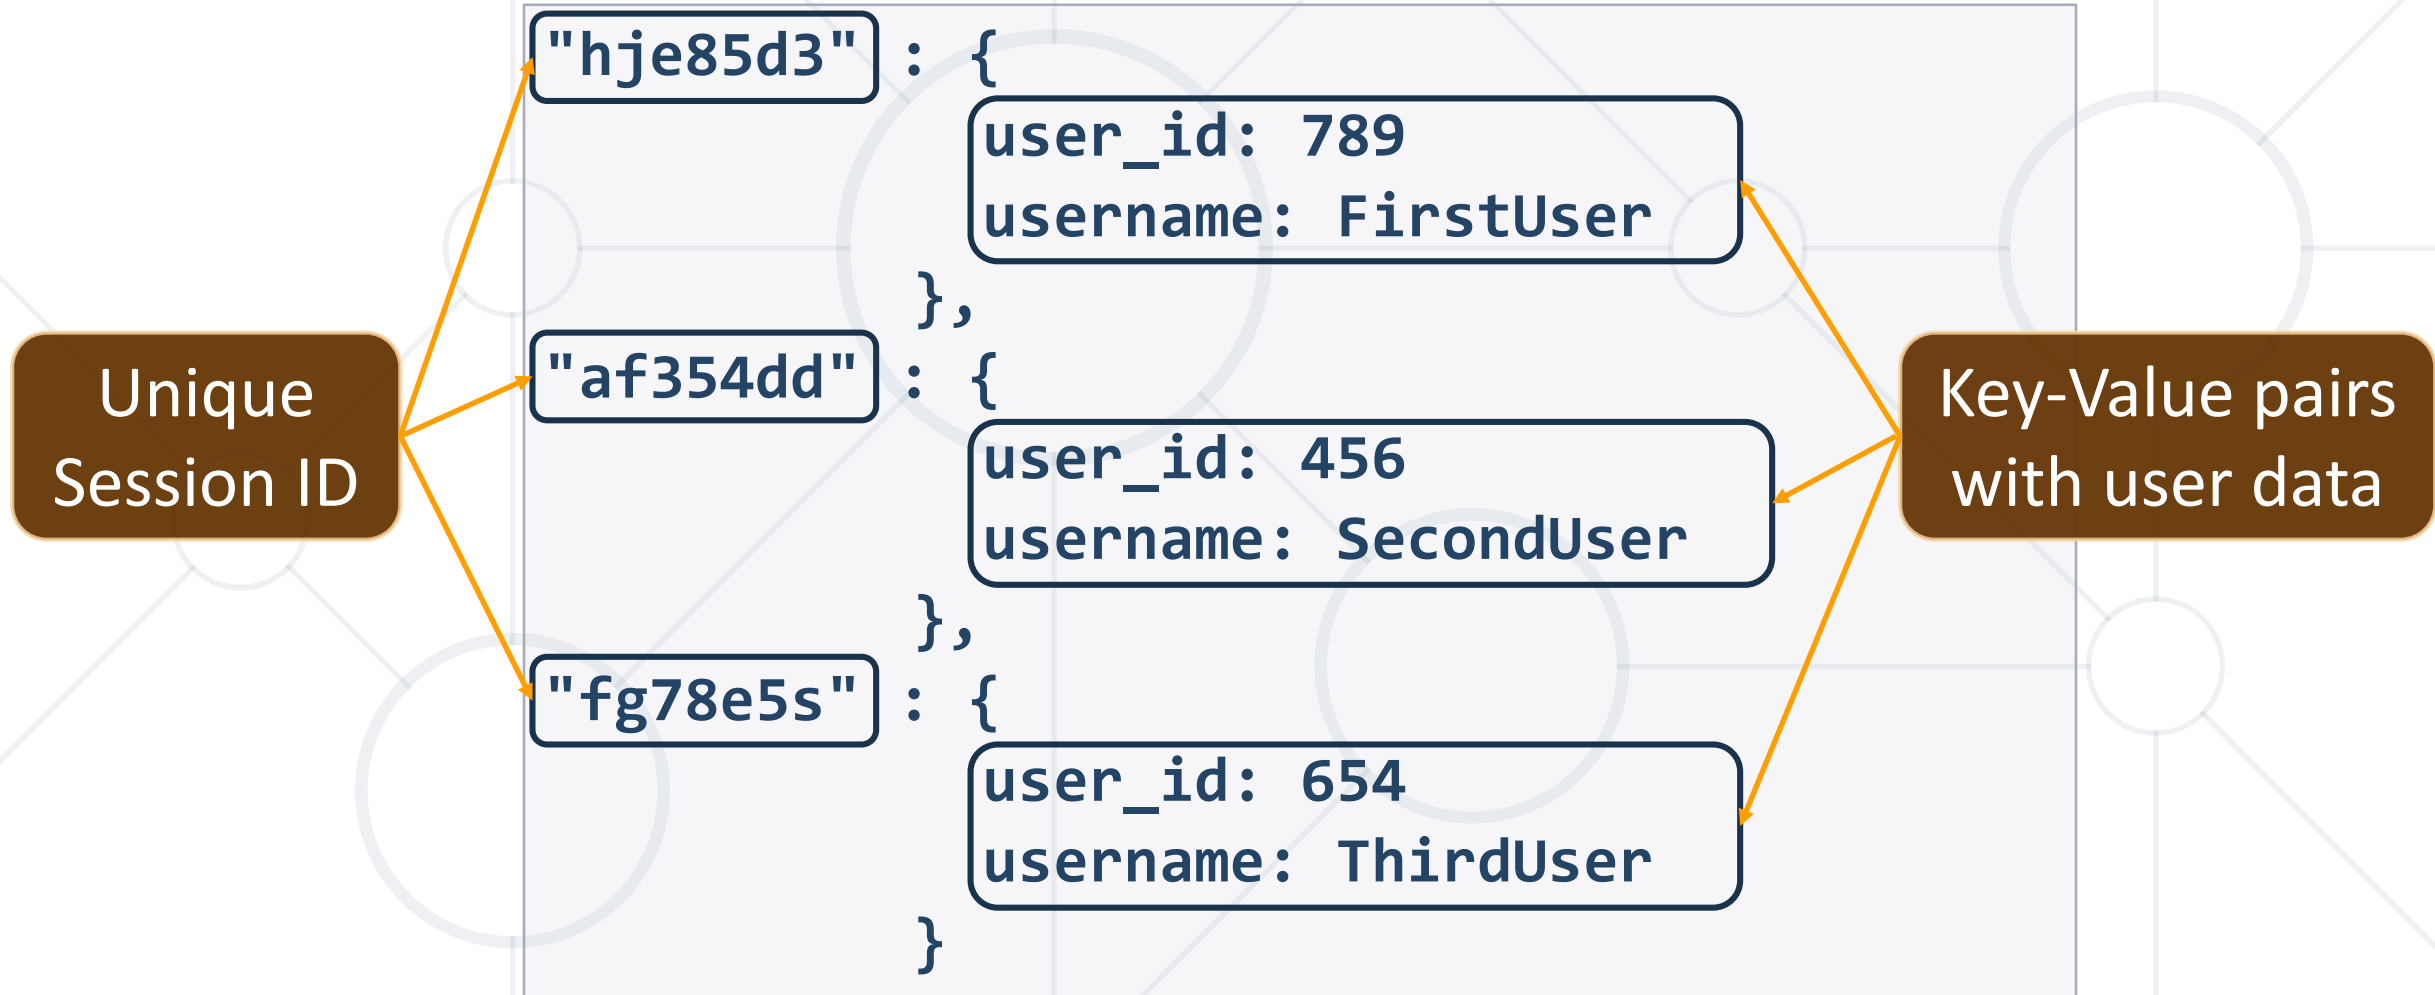 "hje85d3" : {
user_id: 789
username: FirstUser
},
"af354dd" : {
user_id: 456
username: SecondUser
},
"fg78e5s" : {
user_id: 654
username: ThirdUser
}
Unique
Session ID
Key-Value pairs
with user data